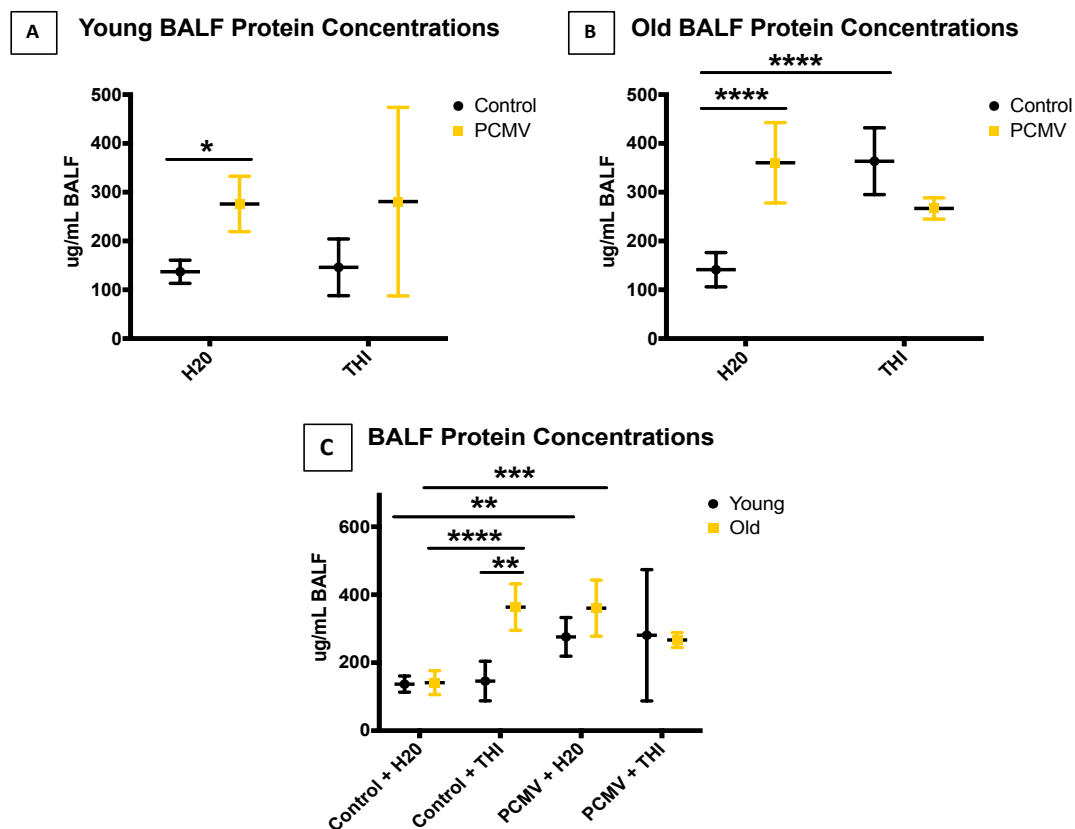 A
Young BALF Protein Concentrations
500
400
300
200
100
0
ug/mL BALF
*
H20
THI
Control
PCMV
B
Old BALF Protein Concentrations
****
****
500
400
300
200
100
0
ug/mL BALF
H20
THI
Control
PCMV
C
BALF Protein Concentrations
***
**
****
**
600
400
200
0
ug/mL BALF
Control + H20
Control + THI
PCMV + H20
PCMV + THI
Young
Old